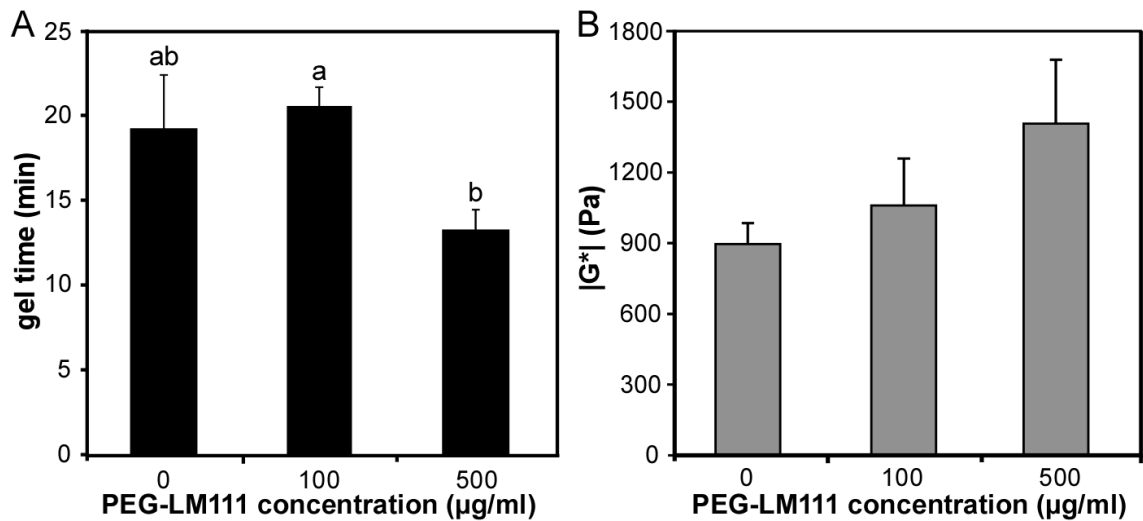 A
25
20
15
10
5
0
gel time (min)
ab
a
b
0 100 500
PEG-LM111 concentration (µg/ml)
B
1800
1500
1200
900
600
300
0
|G*| (Pa)
0 100 500
PEG-LM111 concentration (µg/ml)